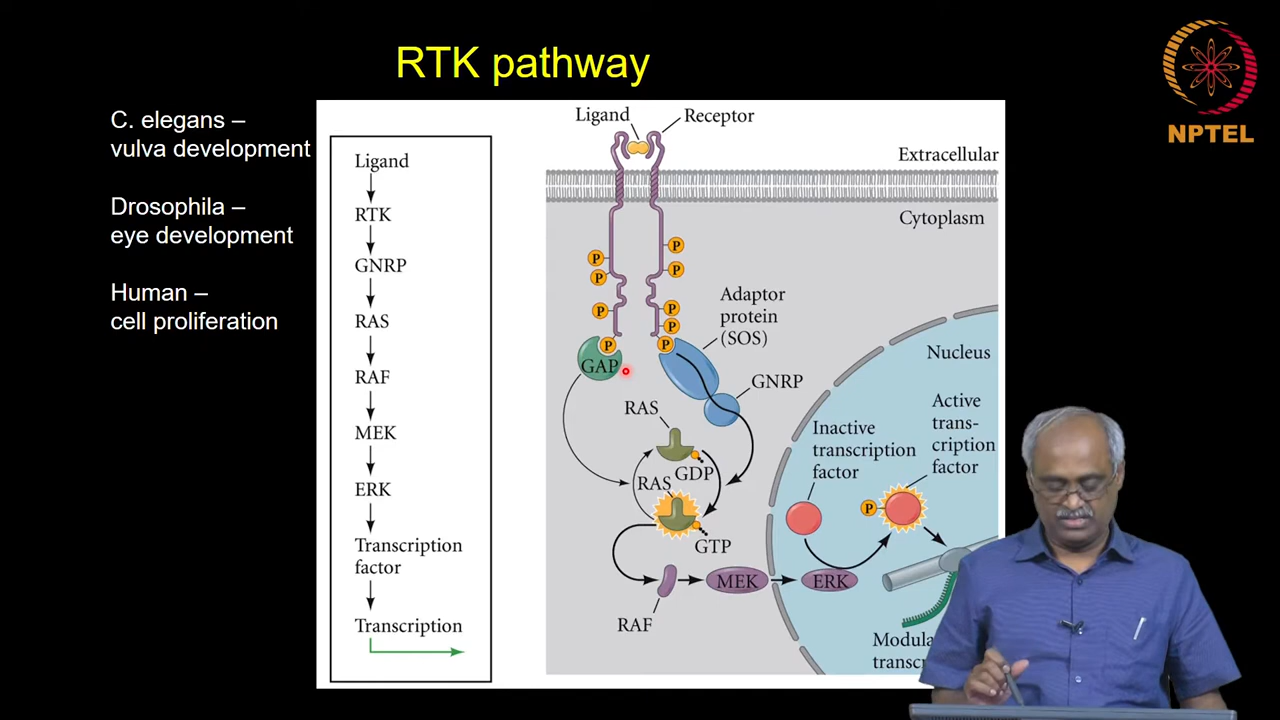 RTK pathway
NPTEL
C. elegans –
vulva development
Drosophila –
eye development
Human –
cell proliferation
Ligand
RTK
GNRP
RAS
RAF
MEK
ERK
Transcription
factor
Transcription
Ligand
Receptor
Extracellular
Cytoplasm
P
P
P
P
P
P
P
P
P
Adaptor
protein
(SOS)
GAP
GNRP
RAS
GDP
RAS
GTP
RAF
MEK
ERK
Nucleus
Inactive
transcription
factor
Active
trans-
cription
factor
P